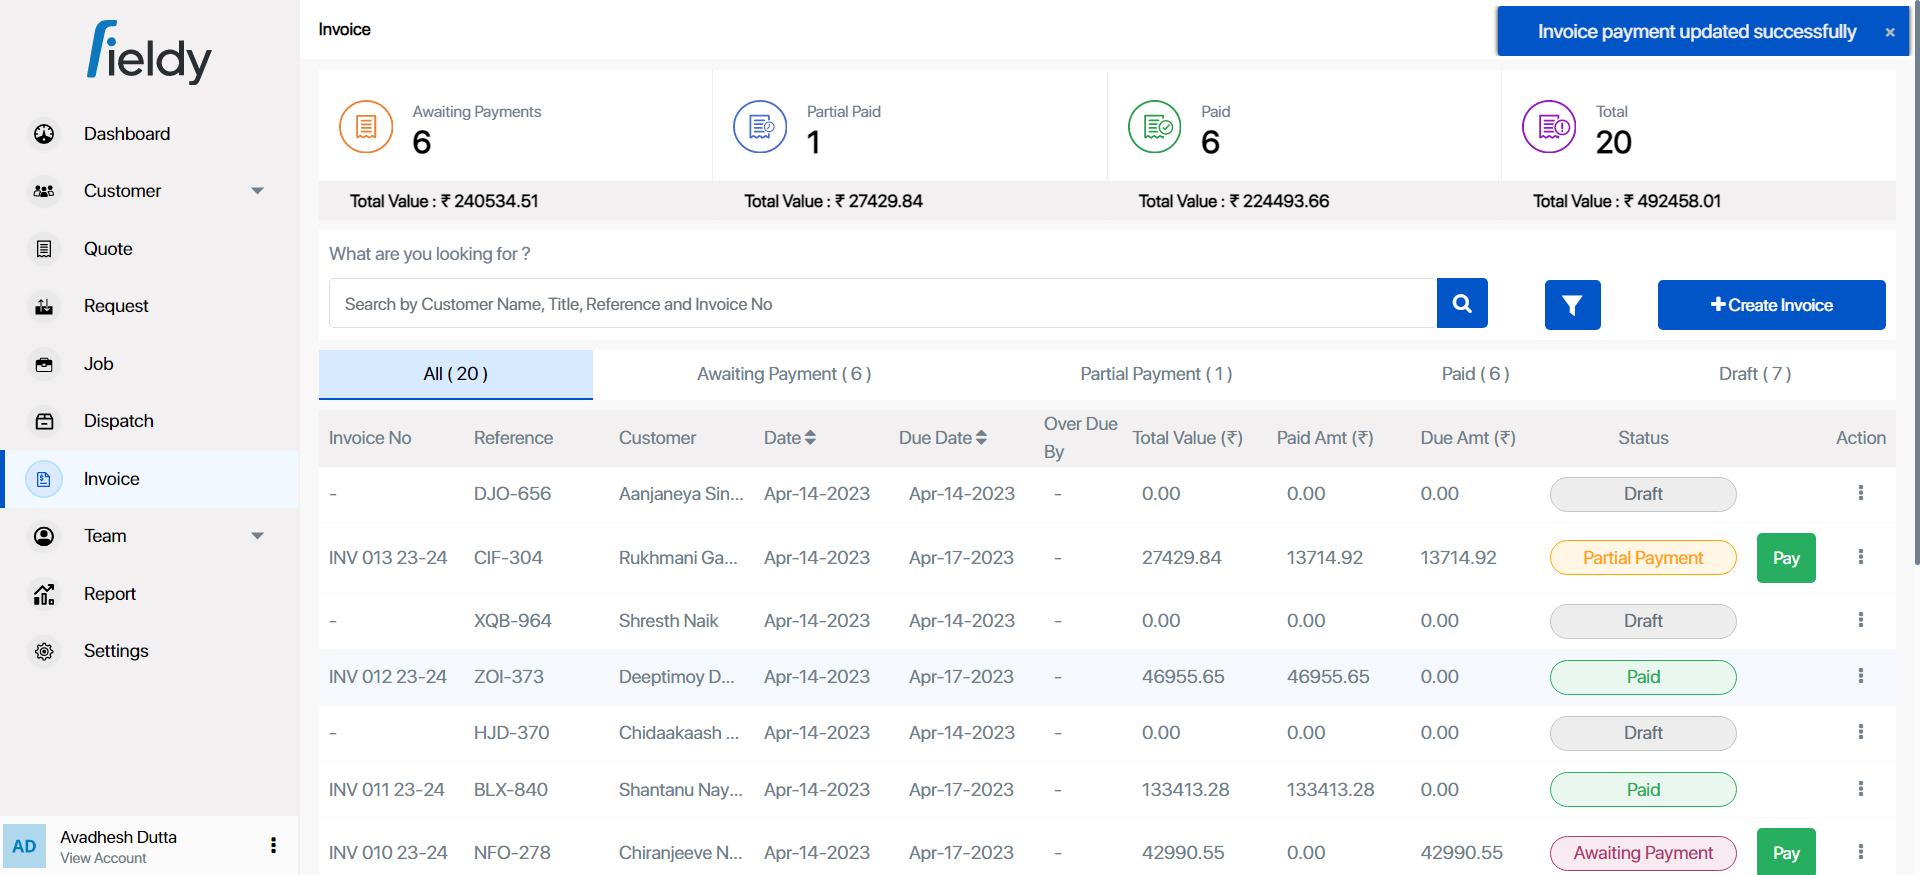 fieldy
Dashboard
Customer
Quote
Request
Job
Dispatch
Invoice
Team
Report
Settings
AD
Avadhesh Dutta
View Account
Invoice
Invoice payment updated successfully ×
Awaiting Payments
6
Total Value : ₹ 240534.51
Partial Paid
1
Total Value : ₹ 27429.84
Paid
6
Total Value : ₹ 224493.66
Total
20
Total Value : ₹ 492458.01
What are you looking for ?
Search by Customer Name, Title, Reference and Invoice No
Create Invoice
All ( 20 ) Awaiting Payment ( 6 ) Partial Payment ( 1 ) Paid ( 6 ) Draft ( 7 )
Invoice No Reference Customer Date Due Date Over Due By Total Value (₹) Paid Amt (₹) Due Amt (₹) Status Action
- DJO-656 Aanjaneya Sin... Apr-14-2023 Apr-14-2023 - 0.00 0.00 0.00 Draft
INV 013 23-24 CIF-304 Rukhmani Ga... Apr-14-2023 Apr-17-2023 - 27429.84 13714.92 13714.92 Partial Payment Pay
- XQB-964 Shresth Naik Apr-14-2023 Apr-14-2023 - 0.00 0.00 0.00 Draft
INV 012 23-24 ZOI-373 Deeptimoy D... Apr-14-2023 Apr-17-2023 - 46955.65 46955.65 0.00 Paid
- HJD-370 Chidaakaash ... Apr-14-2023 Apr-14-2023 - 0.00 0.00 0.00 Draft
INV 011 23-24 BLX-840 Shantanu Nay... Apr-14-2023 Apr-17-2023 - 133413.28 133413.28 0.00 Paid
INV 010 23-24 NFO-278 Chiranjeeve N... Apr-14-2023 Apr-17-2023 - 42990.55 0.00 42990.55 Awaiting Payment Pay